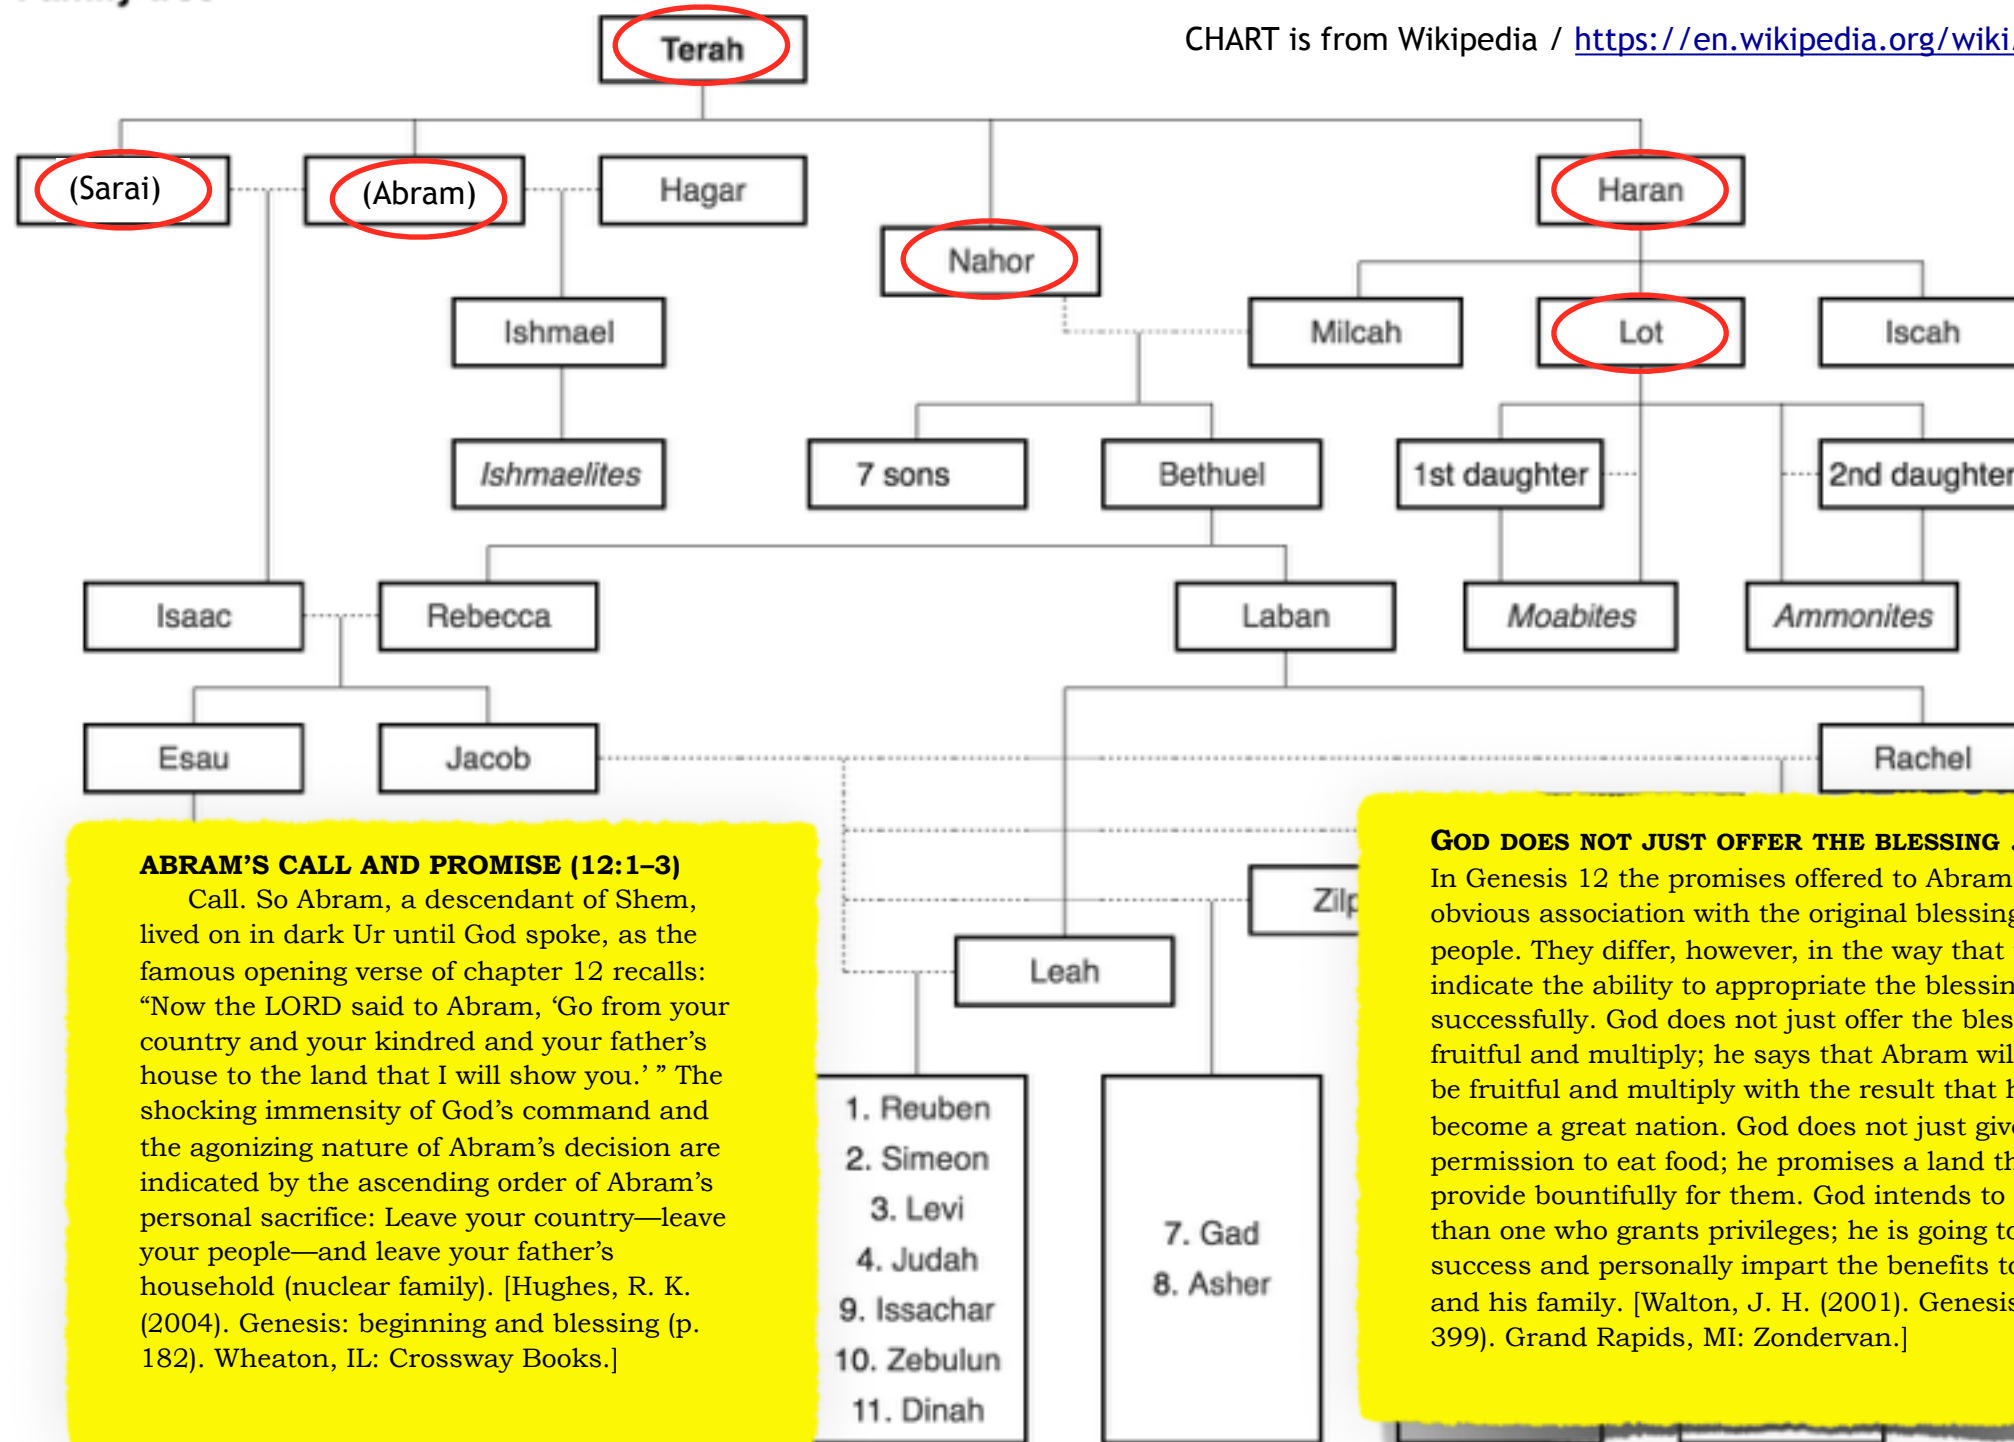 Terah
CHART is from Wikipedia / https://en.wikipedia.org/wiki
(Sarai)
(Abram)
Hagar
Haran
Nahor
Ishmael
Milcah
Lot
Iscah
Ishmaelites
7 sons
Bethuel
1st daughter
2nd daughter
Isaac
Rebecca
Laban
Moabites
Ammonites
Esau
Jacob
Rachel
ABRAM’S CALL AND PROMISE (12:1–3)
Call. So Abram, a descendant of Shem,
lived on in dark Ur until God spoke, as the
famous opening verse of chapter 12 recalls:
“Now the LORD said to Abram, ‘Go from your
country and your kindred and your father’s
house to the land that I will show you.’ ” The
shocking immensity of God’s command and
the agonizing nature of Abram’s decision are
indicated by the ascending order of Abram’s
personal sacrifice: Leave your country—leave
your people—and leave your father’s
household (nuclear family). [Hughes, R. K.
(2004). Genesis: beginning and blessing (p.
182). Wheaton, IL: Crossway Books.]
Zilp
Leah
1. Reuben
2. Simeon
3. Levi
4. Judah
9. Issachar
10. Zebulun
11. Dinah
7. Gad
8. Asher
GOD DOES NOT JUST OFFER THE BLESSING .
In Genesis 12 the promises offered to Abram
obvious association with the original blessing
people. They differ, however, in the way that
indicate the ability to appropriate the blessin
successfully. God does not just offer the bles
fruitful and multiply; he says that Abram wil
be fruitful and multiply with the result that h
become a great nation. God does not just give
permission to eat food; he promises a land th
provide bountifully for them. God intends to
than one who grants privileges; he is going to
success and personally impart the benefits to
and his family. [Walton, J. H. (2001). Genesis
399). Grand Rapids, MI: Zondervan.]